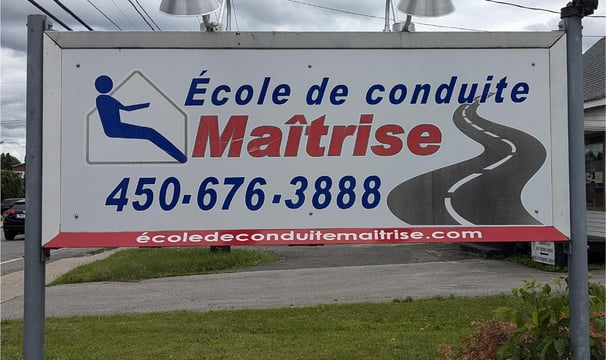 École de conduite
Maîtrise
450-676-3888
écoledeconduitemaitrise.com